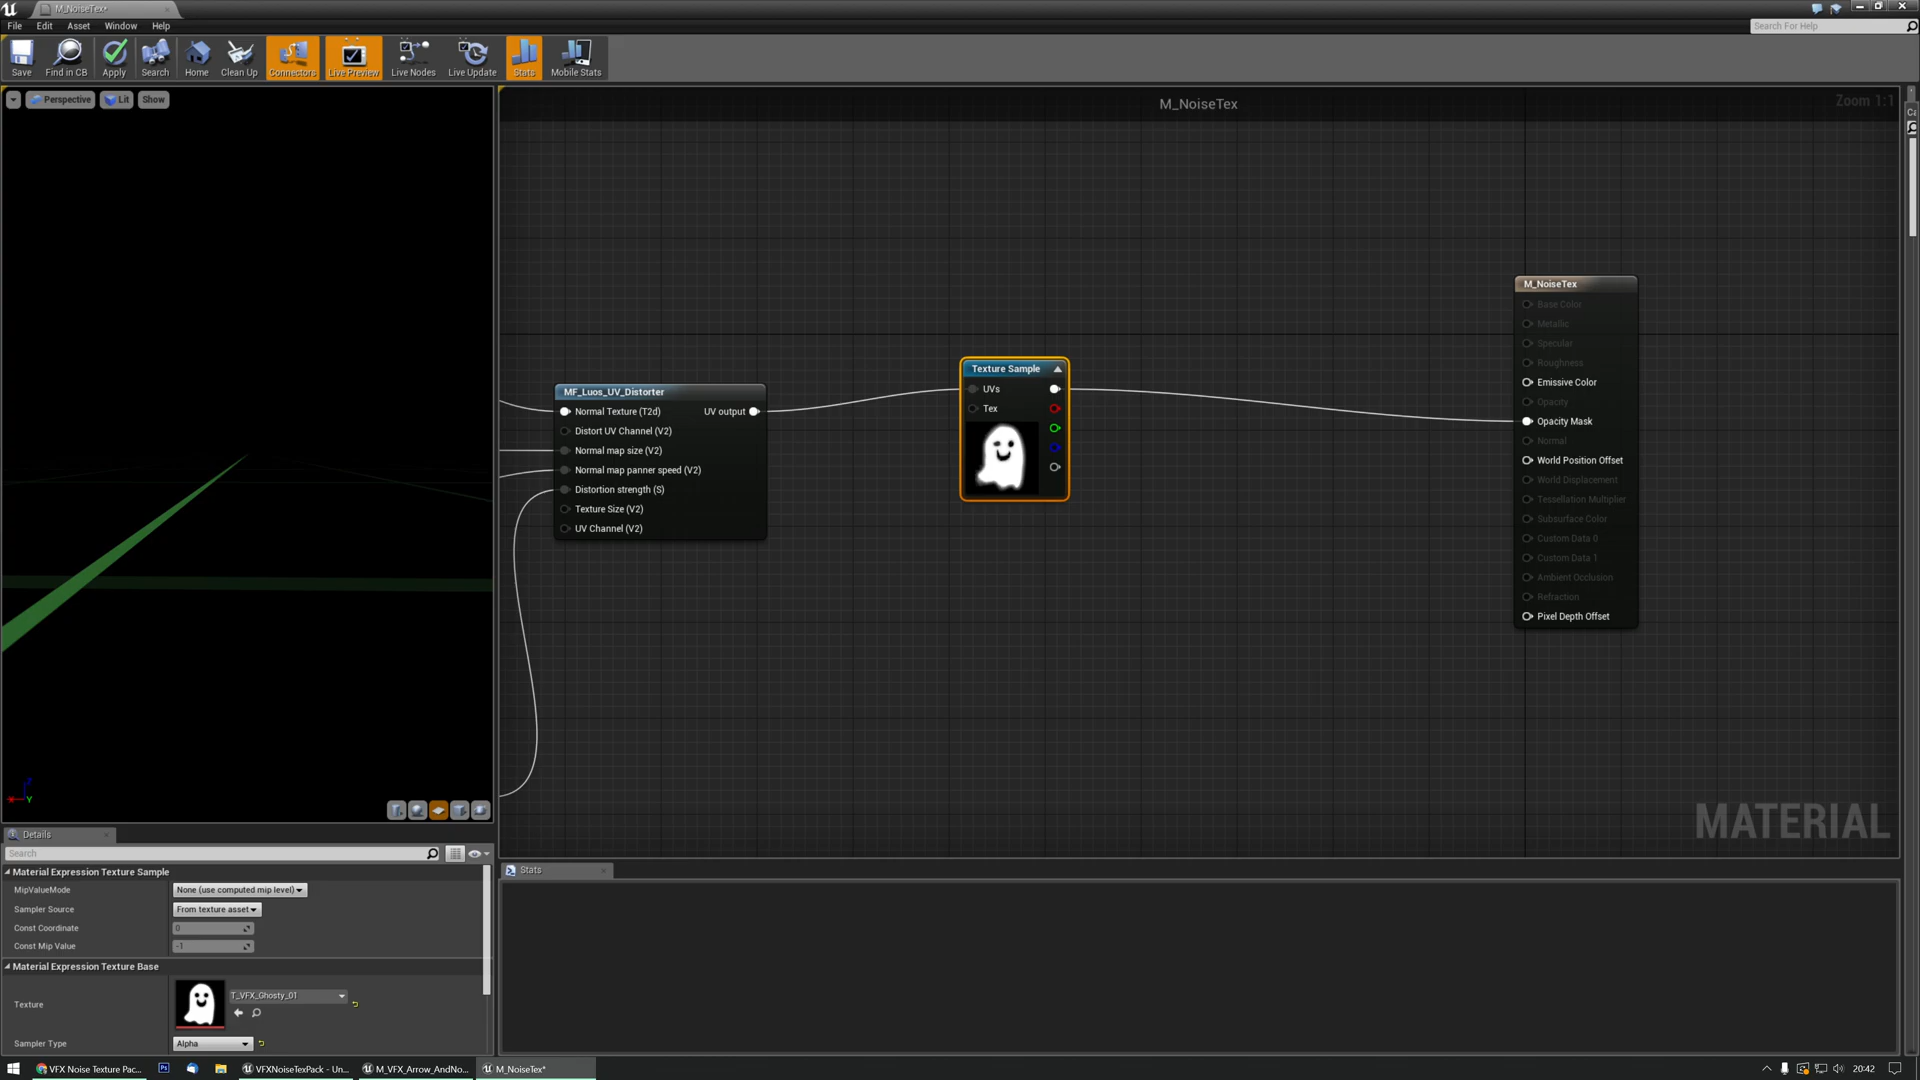 M_NoiseTex*
File Edit Asset Window Help
Search For Help
Save Find in CB Apply Search Home Clean Up Connectors Live Preview Live Nodes Live Update Stats Mobile Stats
Perspective Lit Show
M_NoiseTex
Zoom 1:1
M_NoiseTex
Base Color
Metallic
Specular
Roughness
Emissive Color
Opacity
Opacity Mask
Normal
World Position Offset
World Displacement
Tessellation Multiplier
Subsurface Color
Custom Data 0
Custom Data 1
Ambient Occlusion
Refraction
Pixel Depth Offset
Texture Sample
UVs
Tex
MF_Luos_UV_Distorter
Normal Texture (T2d) UV output
Distort UV Channel (V2)
Normal map size (V2)
Normal map panner speed (V2)
Distortion strength (S)
Texture Size (V2)
UV Channel (V2)
MATERIAL
Details
Search
Material Expression Texture Sample
MipValueMode None (use computed mip level)
Sampler Source From texture asset
Const Coordinate 0
Const Mip Value -1
Material Expression Texture Base
Texture T_VFX_Ghosty_01
Sampler Type Alpha
Stats
VFX Noise Texture Pac... VFXNoiseTexPack - Un... M_VFX_Arrow_AndNo... M_NoiseTex* 20:42